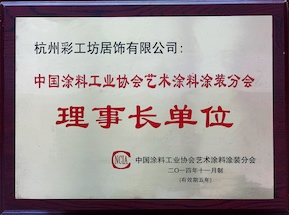 杭州彩工坊居饰有限公司：
中国涂料工业协会艺术涂料涂装分会
理事长单位
NCIA
中国涂料工业协会艺术涂料涂装分会
二〇一四年十一月制
(有效期五年)